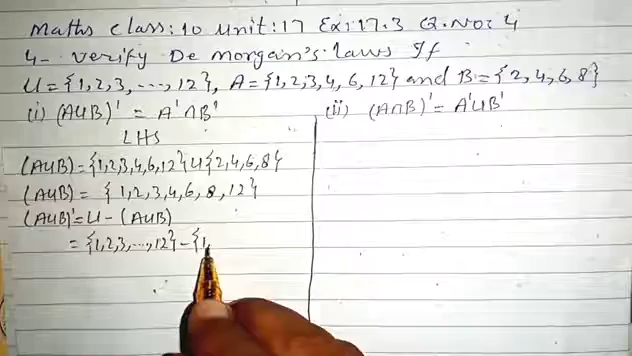 Maths Class:10 Unit:17 Ex:17.3 Q.NO:4
4- Verify De morgan's Laws If
U={1,2,3,...,12}, A={1,2,3,4,6,12} and B={2,4,6,8}
(i) (AUB)' = A'∩B'
LHS
(AUB)={1,2,3,4,6,12}U{2,4,6,8}
(AUB) = {1,2,3,4,6,8,12}
(AUB)'=U-(AUB)
={1,2,3,...,12}-{1,
(ii) (A∩B)'=A'UB'